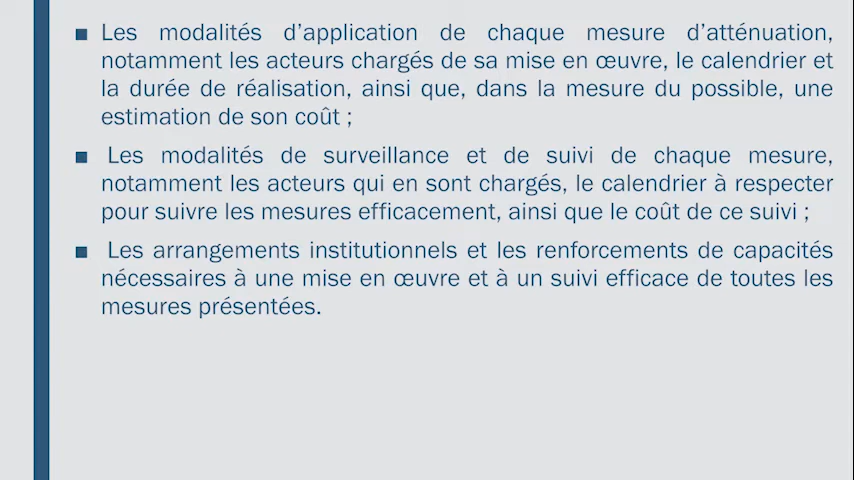 ■ Les modalités d’application de chaque mesure d’atténuation,
notamment les acteurs chargés de sa mise en œuvre, le calendrier et
la durée de réalisation, ainsi que, dans la mesure du possible, une
estimation de son coût ;
■ Les modalités de surveillance et de suivi de chaque mesure,
notamment les acteurs qui en sont chargés, le calendrier à respecter
pour suivre les mesures efficacement, ainsi que le coût de ce suivi ;
■ Les arrangements institutionnels et les renforcements de capacités
nécessaires à une mise en œuvre et à un suivi efficace de toutes les
mesures présentées.